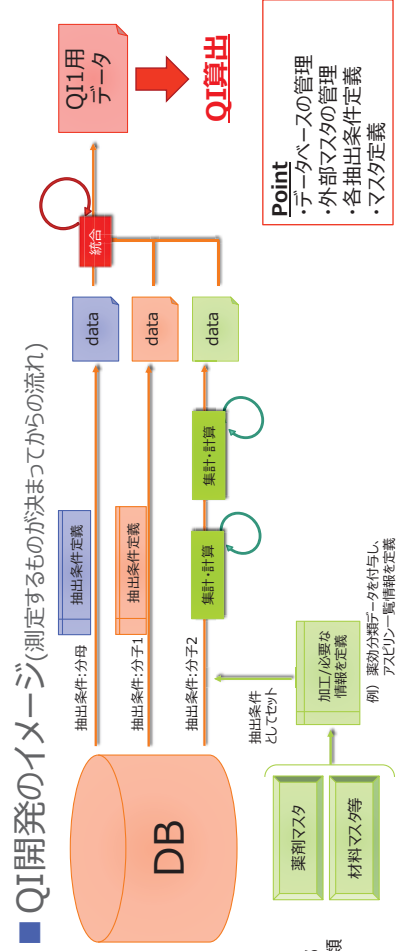 ■ QI開発のイメージ(測定するものが決まってからの流れ)
DB
抽出条件:分母
抽出条件定義
data
抽出条件:分子1
抽出条件定義
data
抽出条件:分子2
集計・計算
集計・計算
data
統合
QI1用
データ
QI算出
抽出条件
としてセット
薬剤マスタ
材料マスタ等
加工/必要な
情報を定義
例) 薬効分類データを付与し、
アスピリン一覧情報を定義
Point
・データベースの管理
・外部マスタの管理
・各抽出条件定義
・マスタ定義
類